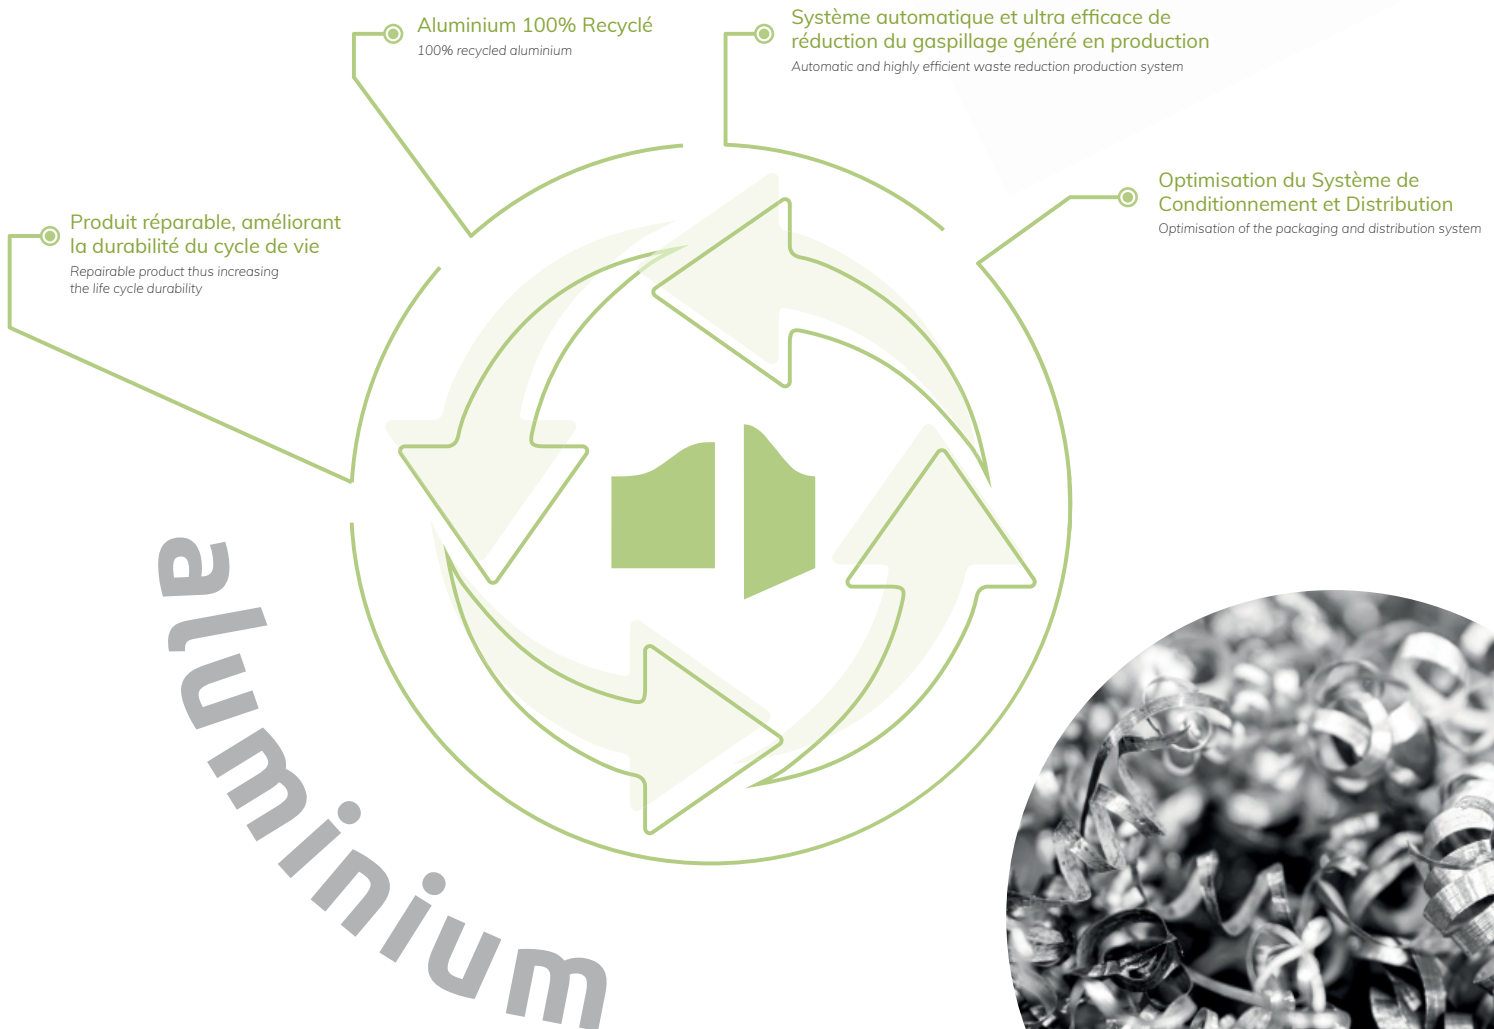 Aluminium 100% Recyclé
100% recycled aluminium
Système automatique et ultra efficace de
réduction du gaspillage généré en production
Automatic and highly efficient waste reduction production system
Optimisation du Système de
Conditionnement et Distribution
Optimisation of the packaging and distribution system
Produit réparable, améliorant
la durabilité du cycle de vie
Repairable product thus increasing
the life cycle durability
aluminium